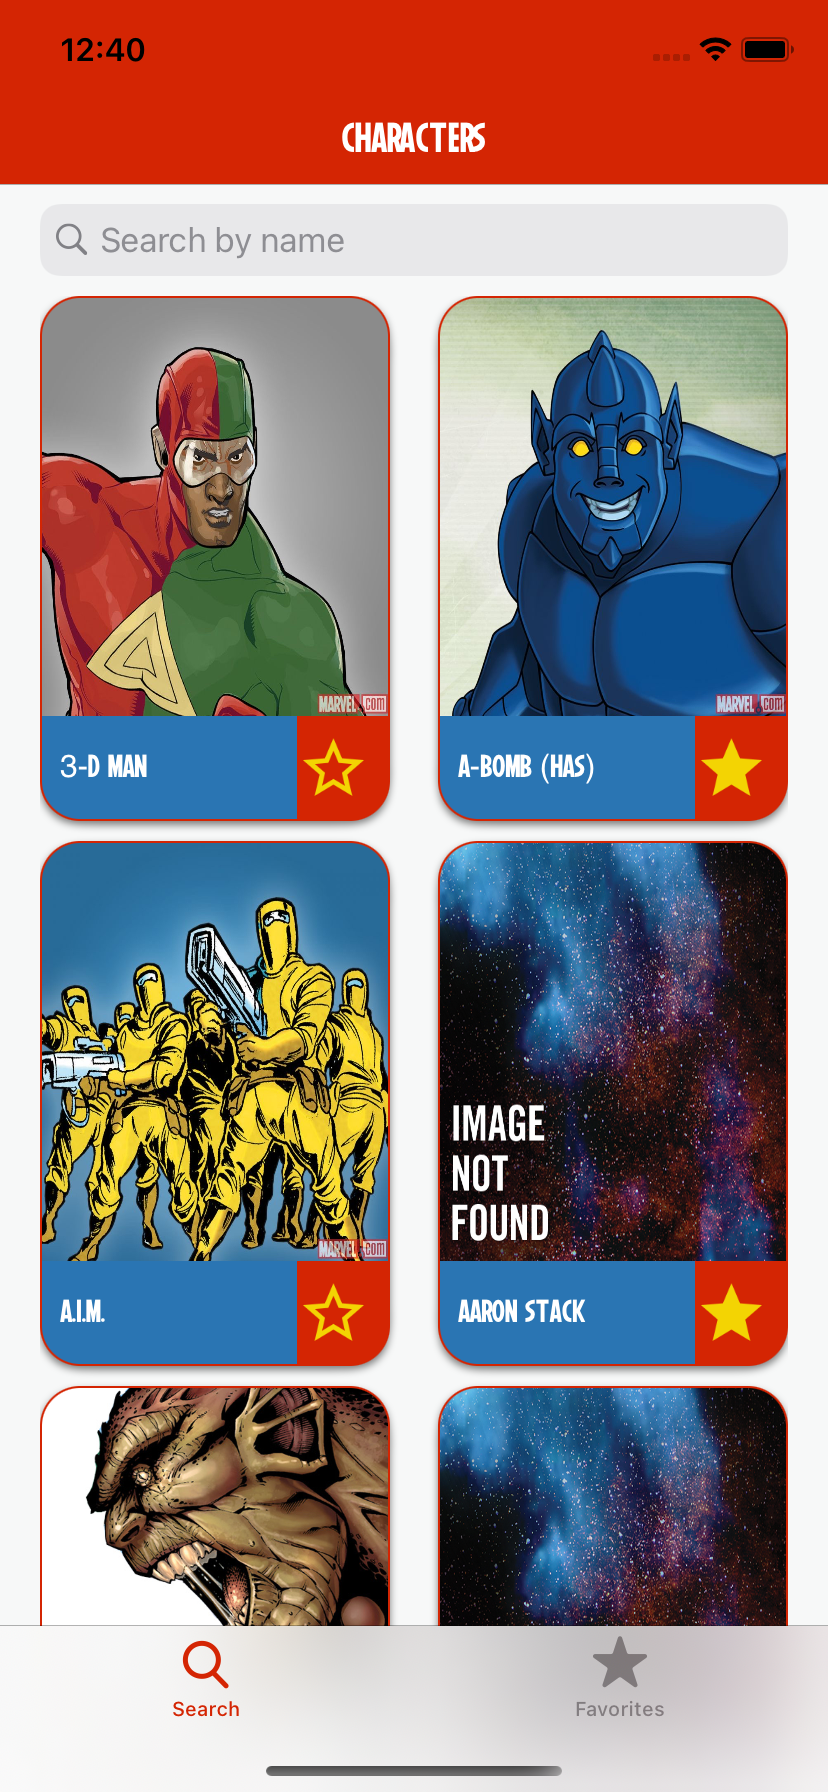 12:40
CHARACTERS
Search by name
MARVEL.com
MARVEL.com
3-D MAN
A-BOMB (HAS)
IMAGE
NOT
FOUND
MARVEL.com
A.I.M.
AARON STACK
Search
Favorites